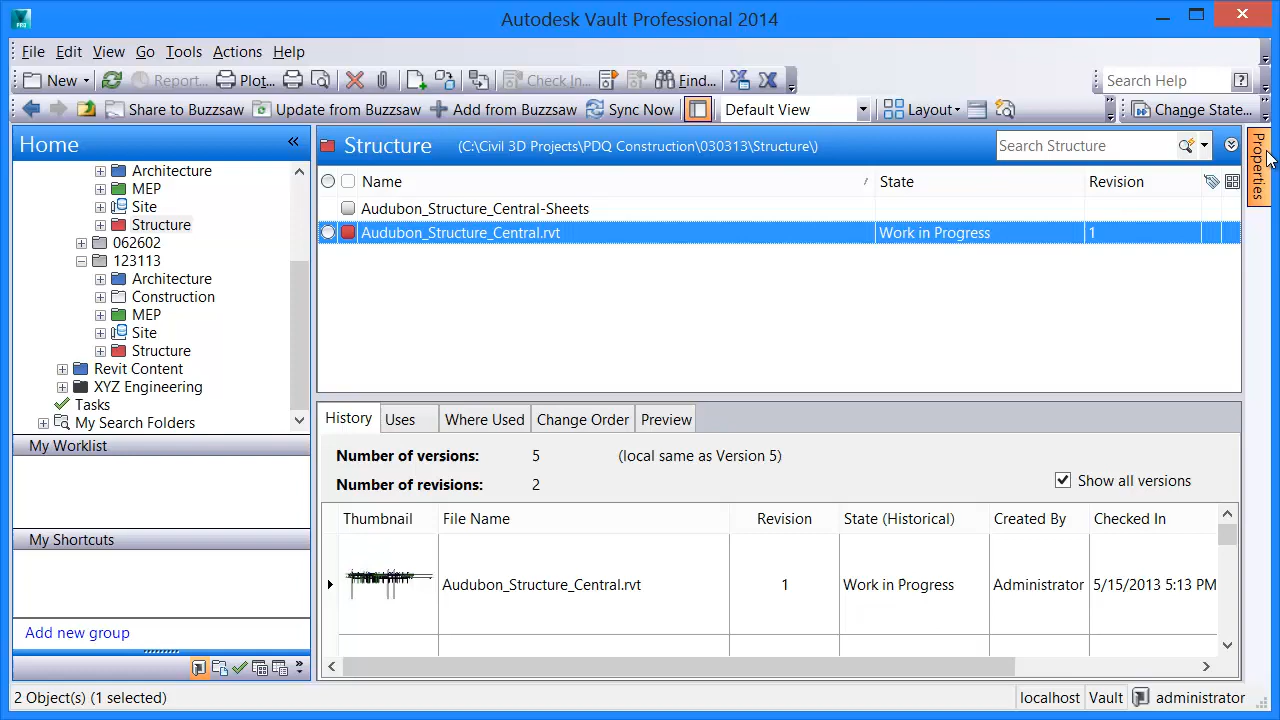 Autodesk Vault Professional 2014
File Edit View Go Tools Actions Help
New Report... Plot... Check In... Find... Search Help
Share to Buzzsaw Update from Buzzsaw Add from Buzzsaw Sync Now Default View Layout Change State...
Home
Architecture
MEP
Site
Structure
062602
123113
Architecture
Construction
MEP
Site
Structure
Revit Content
XYZ Engineering
Tasks
My Search Folders
My Worklist
My Shortcuts
Add new group
Structure (C:\Civil 3D Projects\PDQ Construction\030313\Structure\) Search Structure
Name / State Revision
Audubon_Structure_Central-Sheets
Audubon_Structure_Central.rvt Work in Progress 1
Properties
History Uses Where Used Change Order Preview
Number of versions: 5 (local same as Version 5)
Number of revisions: 2 Show all versions
Thumbnail File Name Revision State (Historical) Created By Checked In
Audubon_Structure_Central.rvt 1 Work in Progress Administrator 5/15/2013 5:13 PM
2 Object(s) (1 selected) localhost Vault administrator